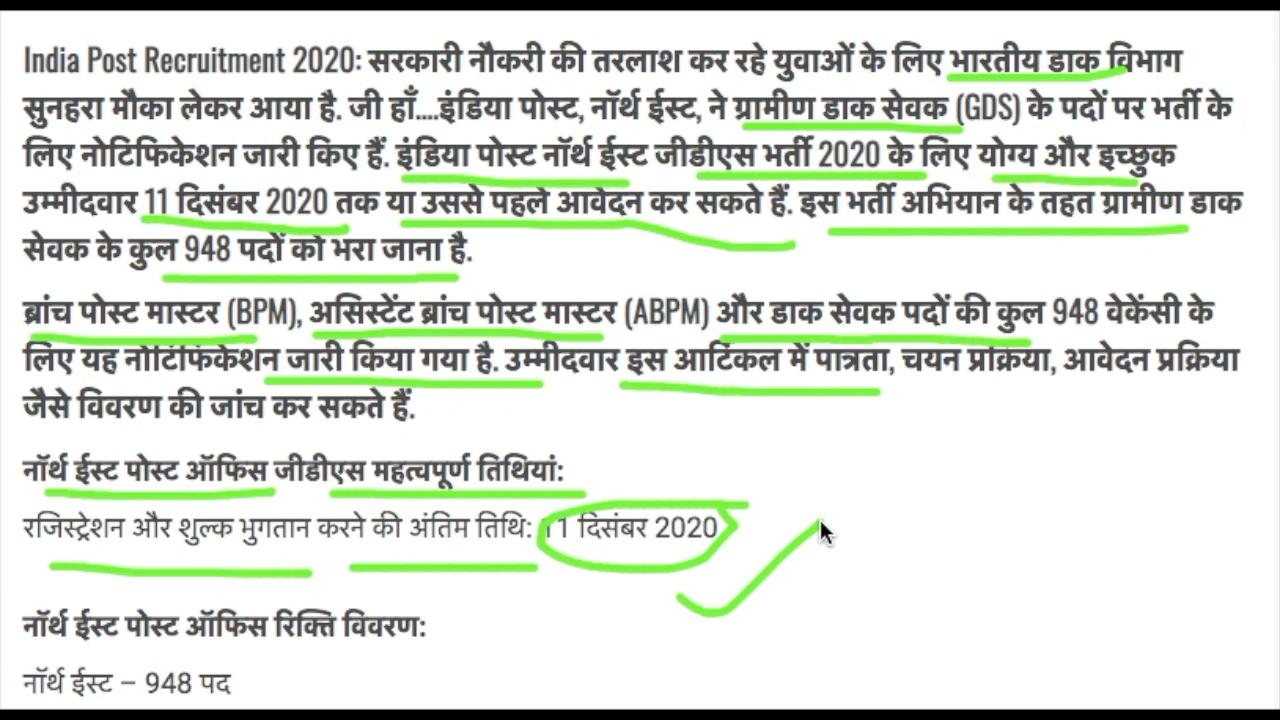 India Post Recruitment 2020: सरकारी नौकरी की तरलाश कर रहे युवाओं के लिए भारतीय डाक विभाग
सुनहरा मौका लेकर आया है. जी हाँ....इंडिया पोस्ट, नॉर्थ ईस्ट, ने ग्रामीण डाक सेवक (GDS) के पदों पर भर्ती के
लिए नोटिफिकेशन जारी किए हैं. इंडिया पोस्ट नॉर्थ ईस्ट जीडीएस भर्ती 2020 के लिए योग्य और इच्छुक
उम्मीदवार 11 दिसंबर 2020 तक या उससे पहले आवेदन कर सकते हैं. इस भर्ती अभियान के तहत ग्रामीण डाक
सेवक के कुल 948 पदों को भरा जाना है.
ब्रांच पोस्ट मास्टर (BPM), असिस्टेंट ब्रांच पोस्ट मास्टर (ABPM) और डाक सेवक पदों की कुल 948 वेकेंसी के
लिए यह नोटिफिकेशन जारी किया गया है. उम्मीदवार इस आर्टिकल में पात्रता, चयन प्रक्रिया, आवेदन प्रक्रिया
जैसे विवरण की जांच कर सकते हैं.
नॉर्थ ईस्ट पोस्ट ऑफिस जीडीएस महत्वपूर्ण तिथियां:
रजिस्ट्रेशन और शुल्क भुगतान करने की अंतिम तिथि: 11 दिसंबर 2020
नॉर्थ ईस्ट पोस्ट ऑफिस रिक्ति विवरण:
नॉर्थ ईस्ट – 948 पद